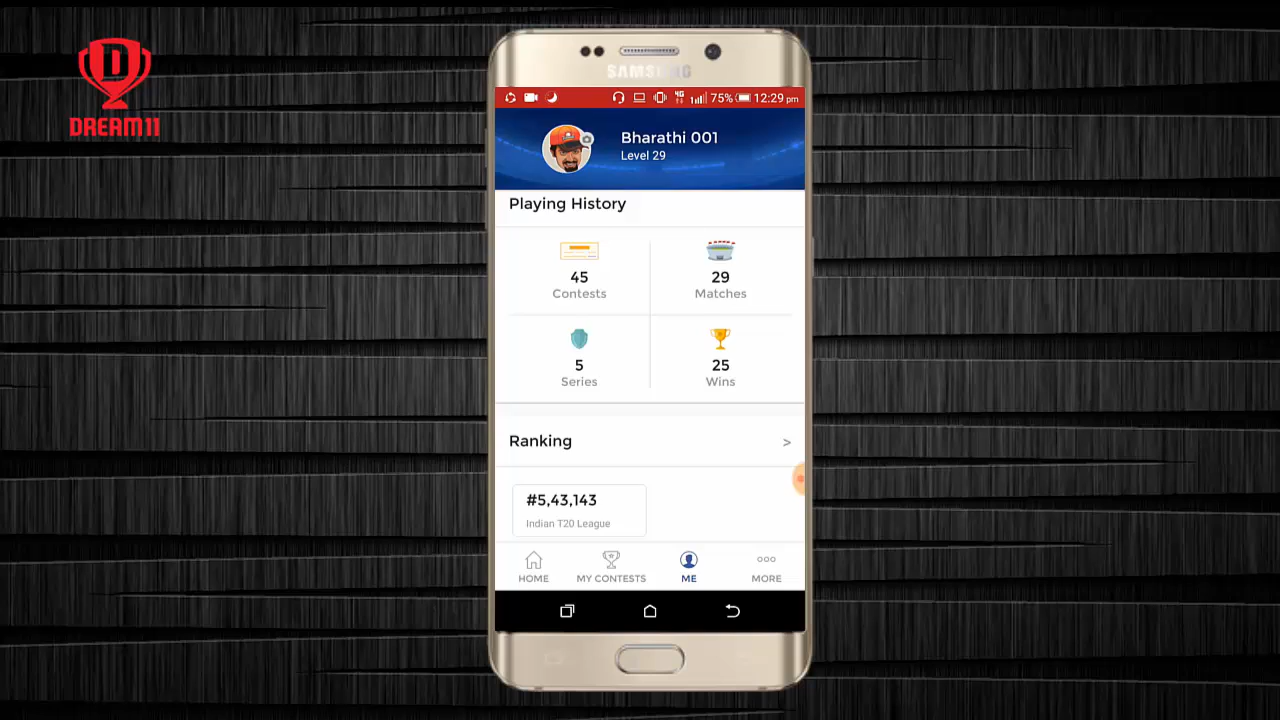 DREAM11
SAMSUNG
4G 75% 12:29 pm
Bharathi 001
Level 29
Playing History
45
Contests
29
Matches
5
Series
25
Wins
Ranking >
#5,43,143
Indian T20 League
HOME MY CONTESTS ME MORE